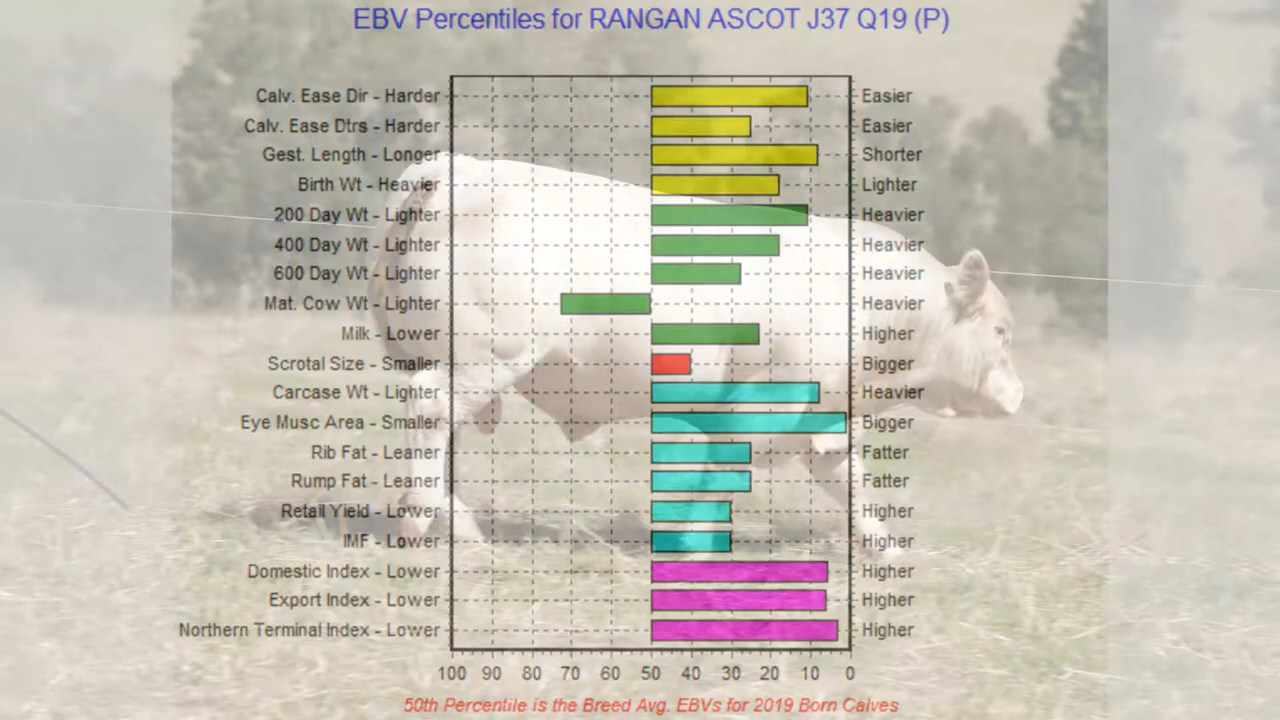 EBV Percentiles for RANGAN ASCOT J37 Q19 (P)
Calv. Ease Dir - Harder Easier
Calv. Ease Dtrs - Harder Easier
Gest. Length - Longer Shorter
Birth Wt - Heavier Lighter
200 Day Wt - Lighter Heavier
400 Day Wt - Lighter Heavier
600 Day Wt - Lighter Heavier
Mat. Cow Wt - Lighter Heavier
Milk - Lower Higher
Scrotal Size - Smaller Bigger
Carcase Wt - Lighter Heavier
Eye Musc Area - Smaller Bigger
Rib Fat - Leaner Fatter
Rump Fat - Leaner Fatter
Retail Yield - Lower Higher
IMF - Lower Higher
Domestic Index - Lower Higher
Export Index - Lower Higher
Northern Terminal Index - Lower Higher
100 90 80 70 60 50 40 30 20 10 0
50th Percentile is the Breed Avg. EBVs for 2019 Born Calves